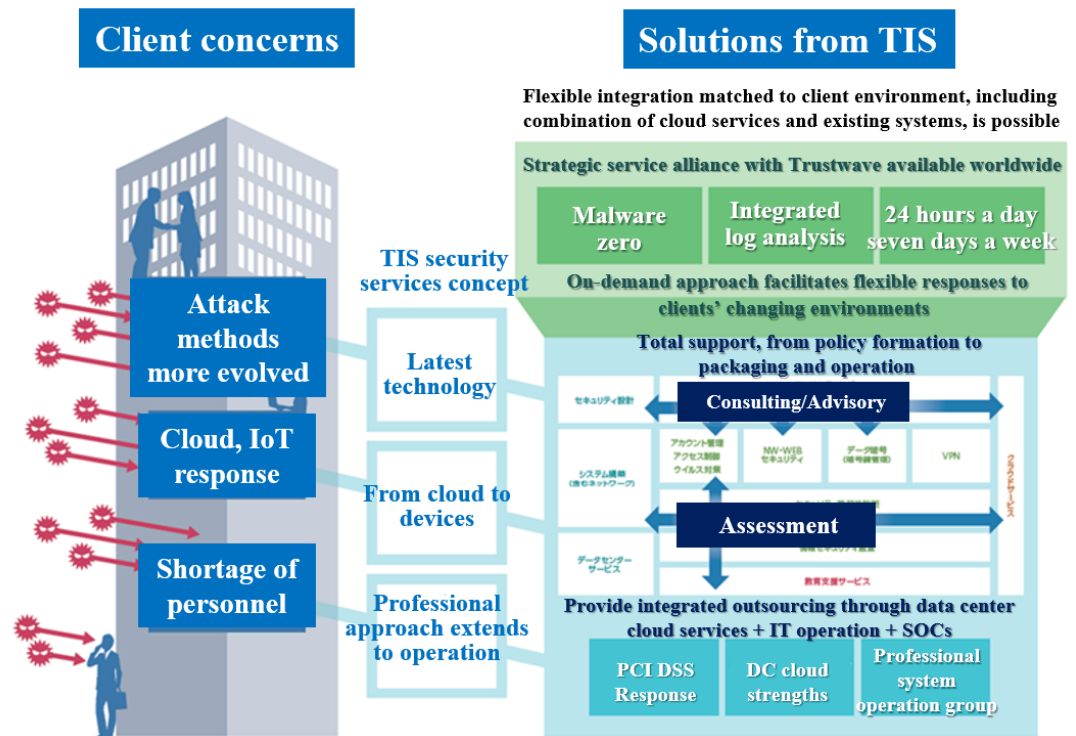 Client concerns
Solutions from TIS
Flexible integration matched to client environment, including
combination of cloud services and existing systems, is possible
Strategic service alliance with Trustwave available worldwide
Malware
zero
Integrated
log analysis
24 hours a day
seven days a week
On-demand approach facilitates flexible responses to
clients' changing environments
TIS security
services concept
Attack
methods
more evolved
Latest
technology
Cloud, IoT
response
From cloud to
devices
Shortage of
personnel
Professional
approach extends
to operation
Total support, from policy formation to
packaging and operation
セキュリティ設計
Consulting/Advisory
システム構築
(含むネットワーク)
アカウント管理
アクセス制御
ウイルス対策
NW・WEB
セキュリティ
データ暗号
(暗号鍵管理)
VPN
クラウドサービス
Assessment
データセンター
サービス
教育支援サービス
Provide integrated outsourcing through data center
cloud services + IT operation + SOCs
PCI DSS
Response
DC cloud
strengths
Professional
system
operation group